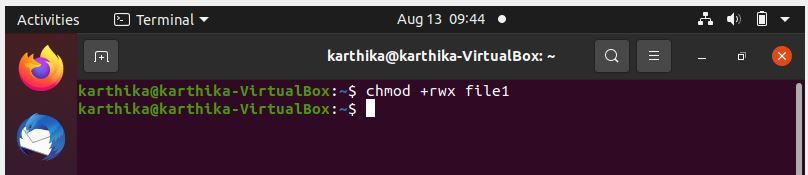 Activities Terminal Aug 13 09:44
karthika@karthika-VirtualBox: ~
karthika@karthika-VirtualBox:~$ chmod +rwx file1
karthika@karthika-VirtualBox:~$